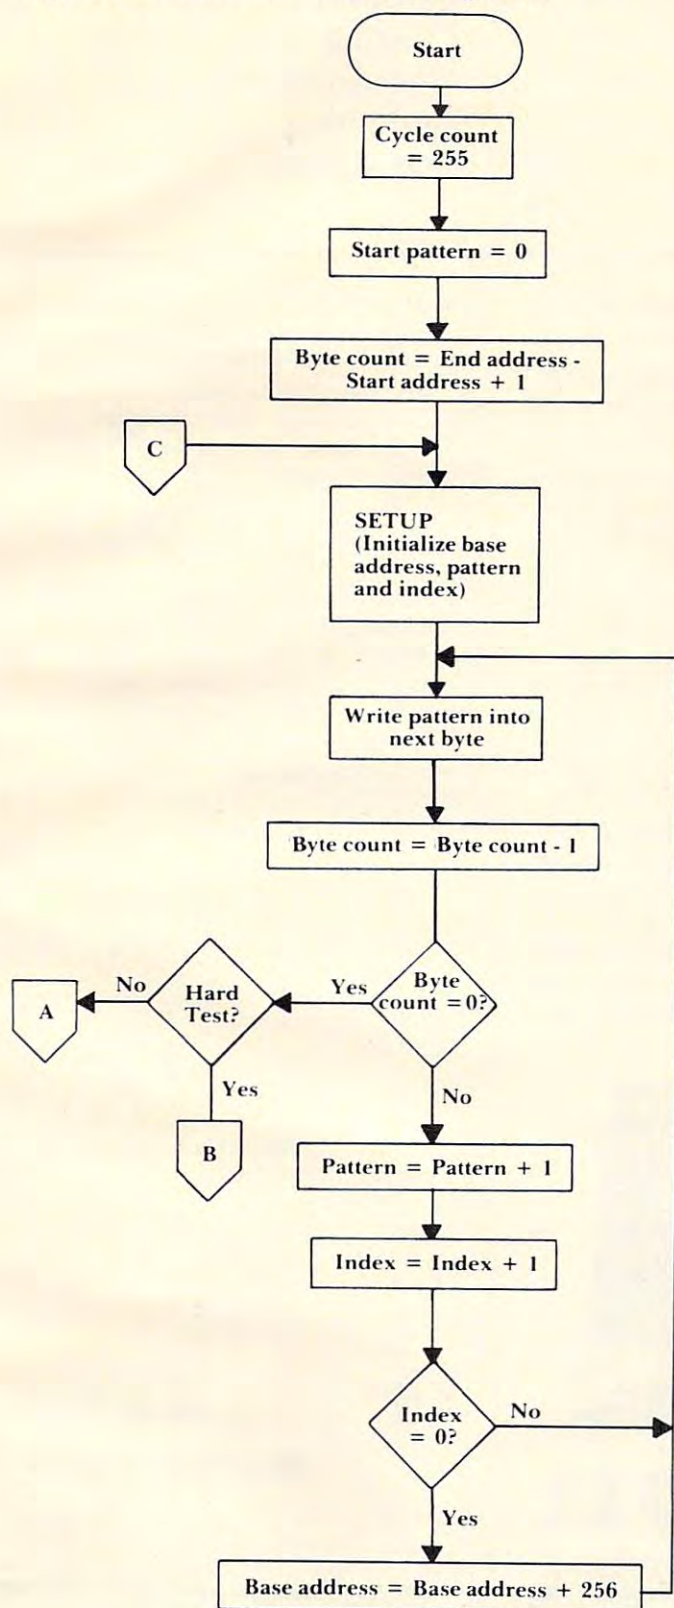 Start
Cycle count
= 255
Start pattern = 0
Byte count = End address -
Start address + 1
C
SETUP
(Initialize base
address, pattern
and index)
Write pattern into
next byte
Byte count = Byte count - 1
A
No
Hard
Test?
Yes
Byte
count = 0?
Yes
B
No
Pattern = Pattern + 1
Index = Index + 1
Index
= 0?
No
Yes
Base address = Base address + 256